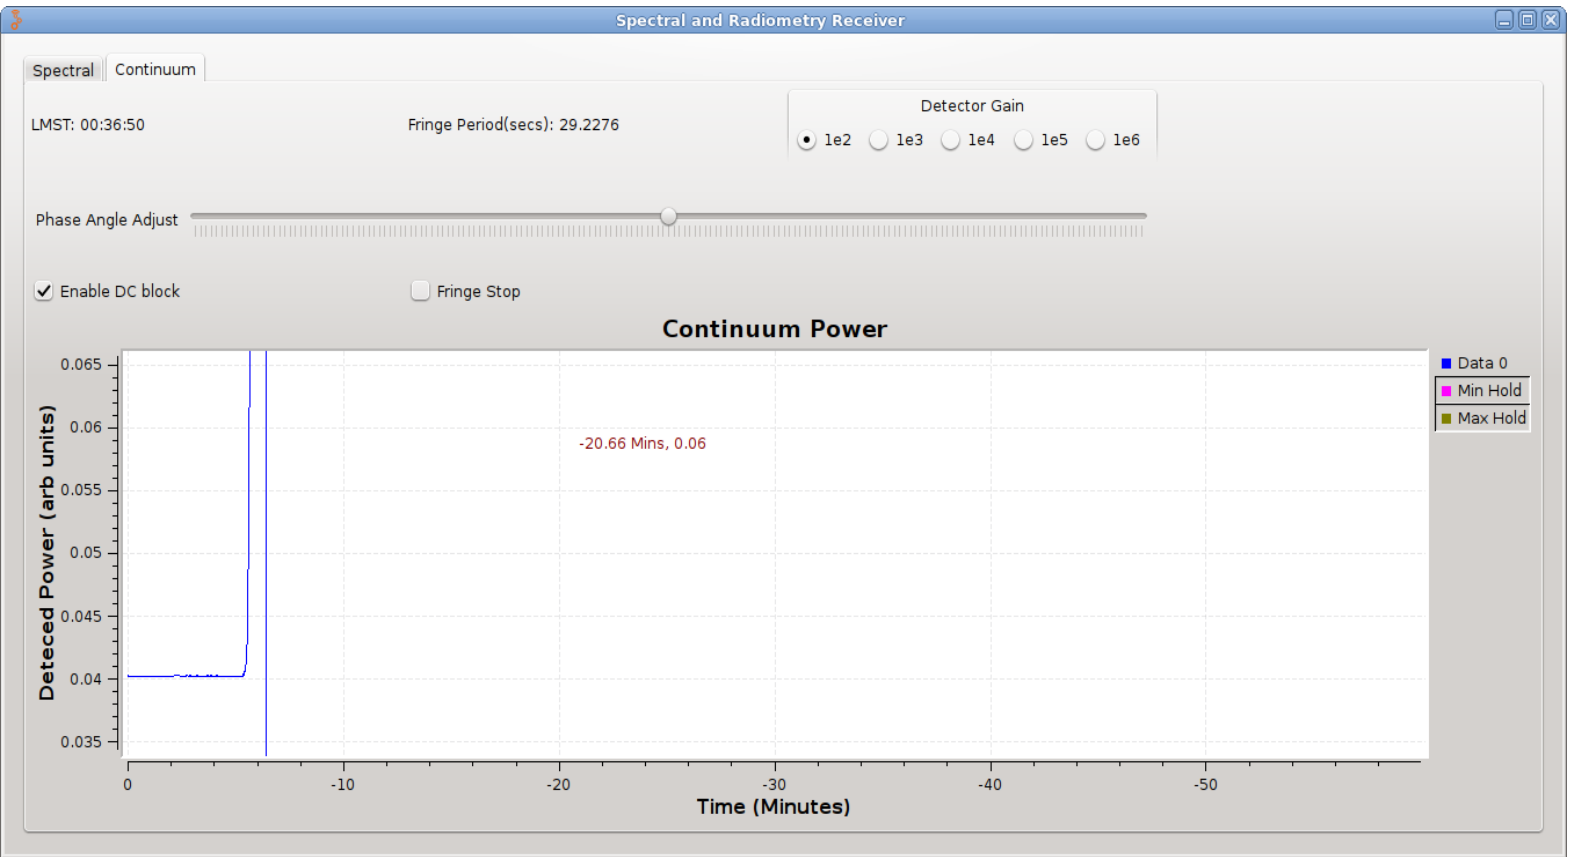 Spectral and Radiometry Receiver
Spectral Continuum
LMST: 00:36:50 Fringe Period(secs): 29.2276
Detector Gain
1e2 1e3 1e4 1e5 1e6
Phase Angle Adjust
Enable DC block Fringe Stop
Continuum Power
Deteced Power (arb units)
0.065
0.06
0.055
0.05
0.045
0.04
0.035
-20.66 Mins, 0.06
Data 0
Min Hold
Max Hold
0 -10 -20 -30 -40 -50
Time (Minutes)